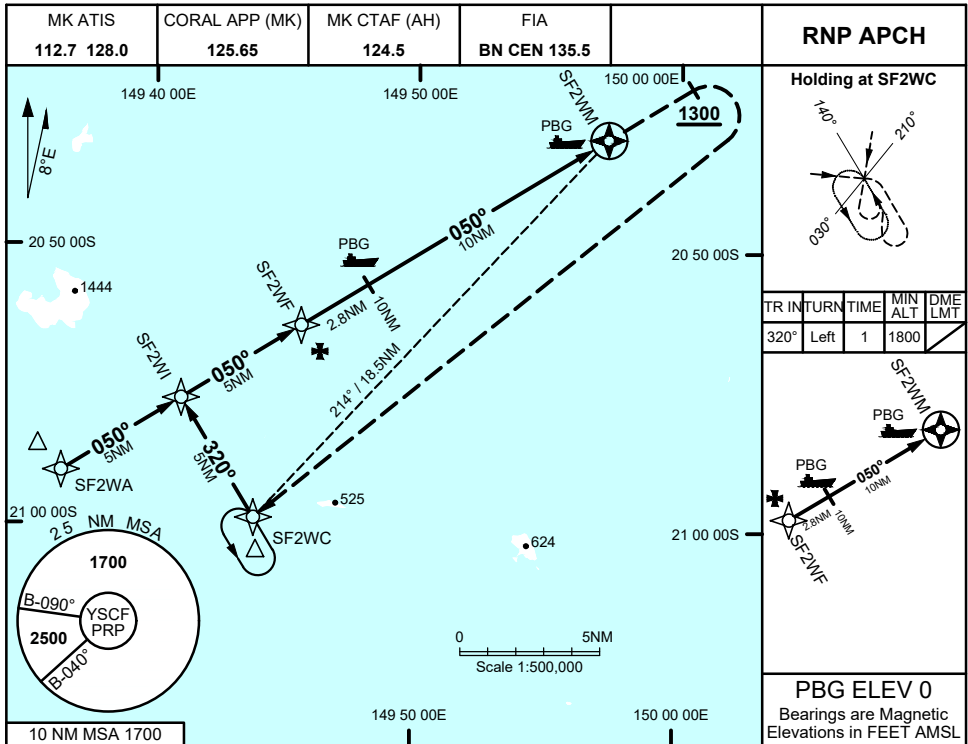 MK ATIS
112.7 128.0
CORAL APP (MK)
125.65
MK CTAF (AH)
124.5
FIA
BN CEN 135.5
RNP APCH
149 40 00E
149 50 00E
150 00 00E
8°E
SF2WM
PBG
1300
20 50 00S
20 50 00S
050°
10NM
PBG
1444
SF2WF
2.8NM
10NM
SF2WI
050°
5NM
214° / 18.5NM
050°
5NM
320°
5NM
SF2WA
525
21 00 00S
SF2WC
624
21 00 00S
25 NM MSA
1700
B-090°
YSCF
PRP
2500
B-040°
0 5NM
Scale 1:500,000
149 50 00E
150 00 00E
10 NM MSA 1700
Holding at SF2WC
140°
210°
030°
TR IN TURN TIME MIN ALT DME LMT
320° Left 1 1800
SF2WM
PBG
PBG
050°
10NM
2.8NM
10NM
SF2WF
PBG ELEV 0
Bearings are Magnetic
Elevations in FEET AMSL